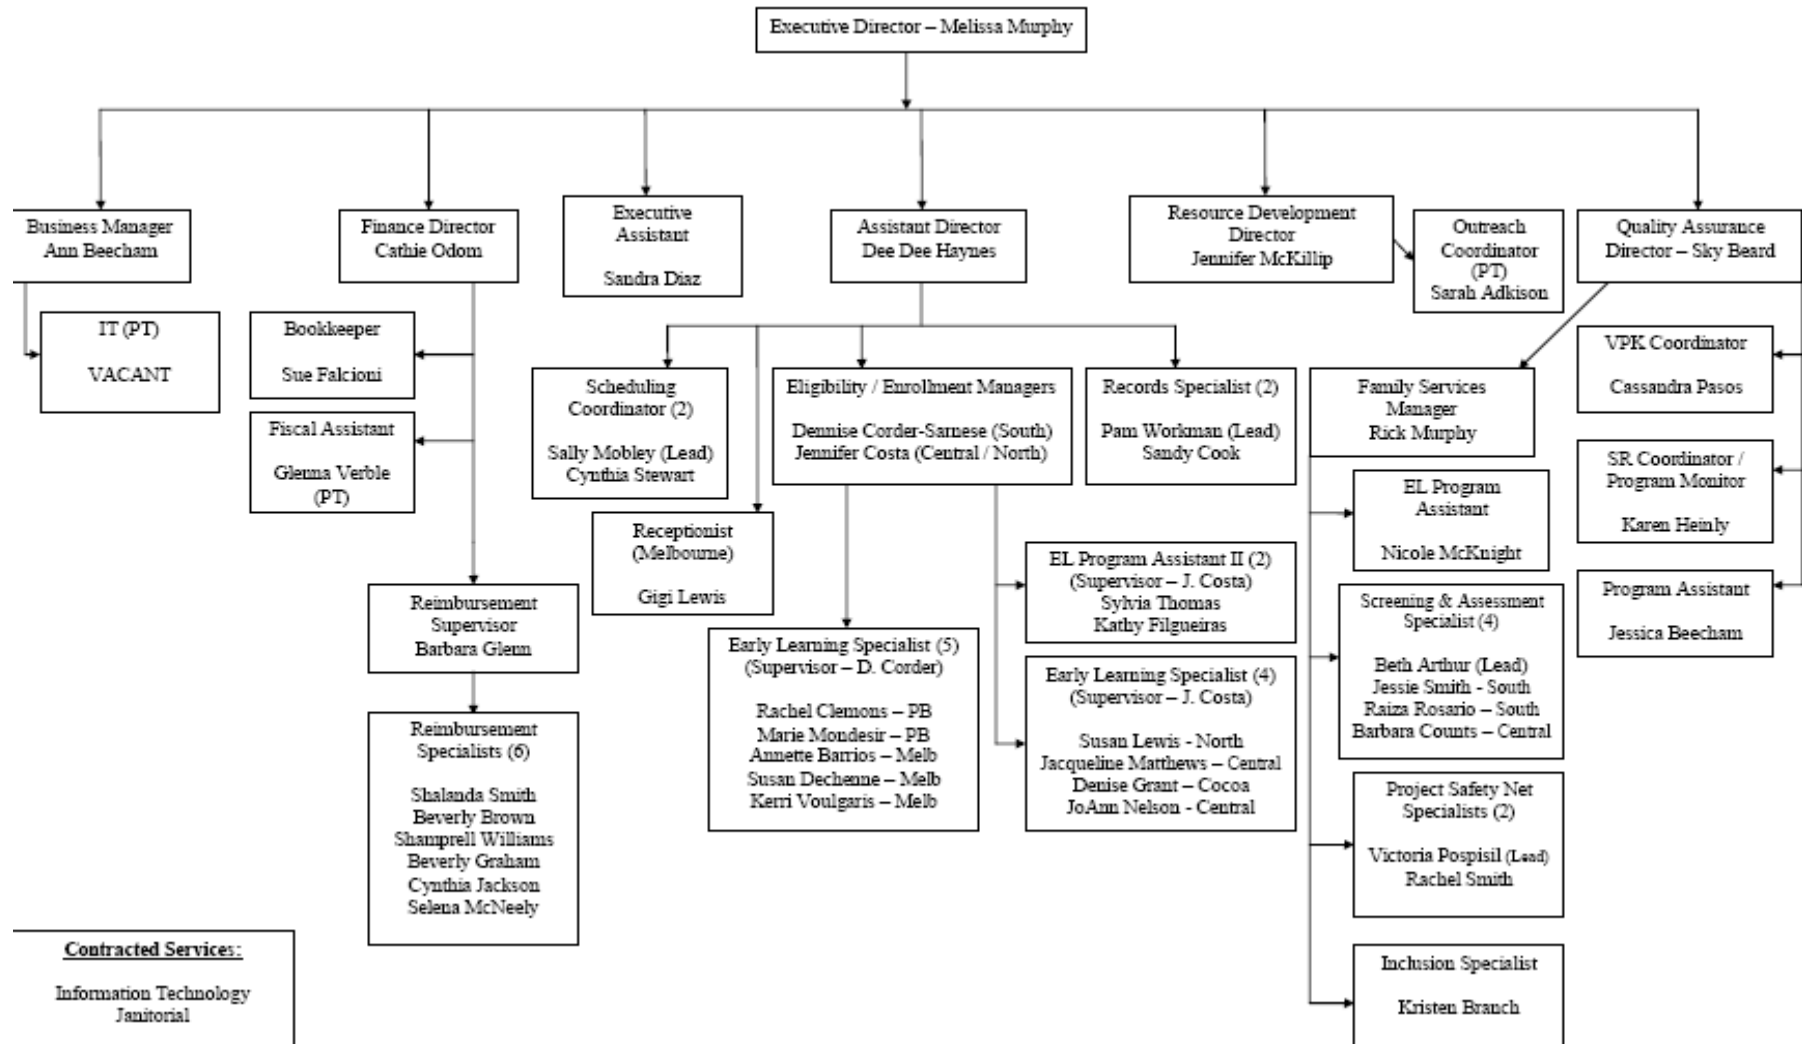 Executive Director – Melissa Murphy
Business Manager
Ann Beecham
Finance Director
Cathie Odom
Executive
Assistant
Sandra Diaz
Assistant Director
Dee Dee Haynes
Resource Development
Director
Jennifer McKillip
Outreach
Coordinator
(PT)
Sarah Adkison
Quality Assurance
Director – Sky Beard
IT (PT)
VACANT
Bookkeeper
Sue Falcioni
Fiscal Assistant
Glenna Verble
(PT)
Scheduling
Coordinator (2)
Sally Mobley (Lead)
Cynthia Stewart
Receptionist
(Melbourne)
Gigi Lewis
Eligibility / Enrollment Managers
Dennise Corder-Sarnese (South)
Jennifer Costa (Central / North)
Records Specialist (2)
Pam Workman (Lead)
Sandy Cook
Family Services
Manager
Rick Murphy
VPK Coordinator
Cassandra Pasos
SR Coordinator /
Program Monitor
Karen Heinly
Program Assistant
Jessica Beecham
Reimbursement
Supervisor
Barbara Glenn
Reimbursement
Specialists (6)
Shalanda Smith
Beverly Brown
Shamprell Williams
Beverly Graham
Cynthia Jackson
Selena McNeely
Early Learning Specialist (5)
(Supervisor – D. Corder)
Rachel Clemons – PB
Marie Mondesir – PB
Annette Barrios – Melb
Susan Dechenne – Melb
Kerri Voulgaris – Melb
EL Program Assistant II (2)
(Supervisor – J. Costa)
Sylvia Thomas
Kathy Filgueiras
Early Learning Specialist (4)
(Supervisor – J. Costa)
Susan Lewis - North
Jacqueline Matthews – Central
Denise Grant – Cocoa
JoAnn Nelson - Central
EL Program
Assistant
Nicole McKnight
Screening & Assessment
Specialist (4)
Beth Arthur (Lead)
Jessie Smith - South
Raiza Rosario – South
Barbara Counts – Central
Project Safety Net
Specialists (2)
Victoria Pospisil (Lead)
Rachel Smith
Inclusion Specialist
Kristen Branch
Contracted Services:
Information Technology
Janitorial